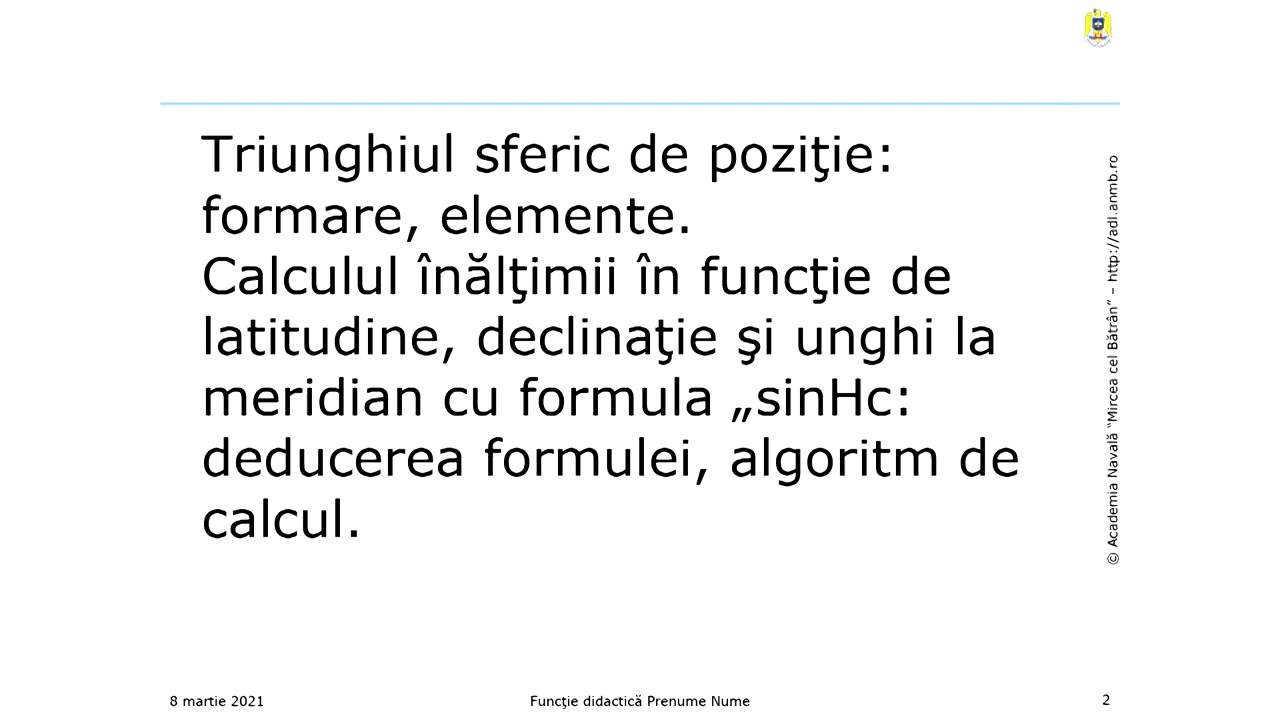 Triunghiul sferic de poziţie:
formare, elemente.
Calculul înălţimii în funcţie de
latitudine, declinaţie şi unghi la
meridian cu formula „sinHc:
deducerea formulei, algoritm de
calcul.
© Academia Navală “Mircea cel Bătrân” – http://adl.anmb.ro
8 martie 2021
Funcţie didactică Prenume Nume
2